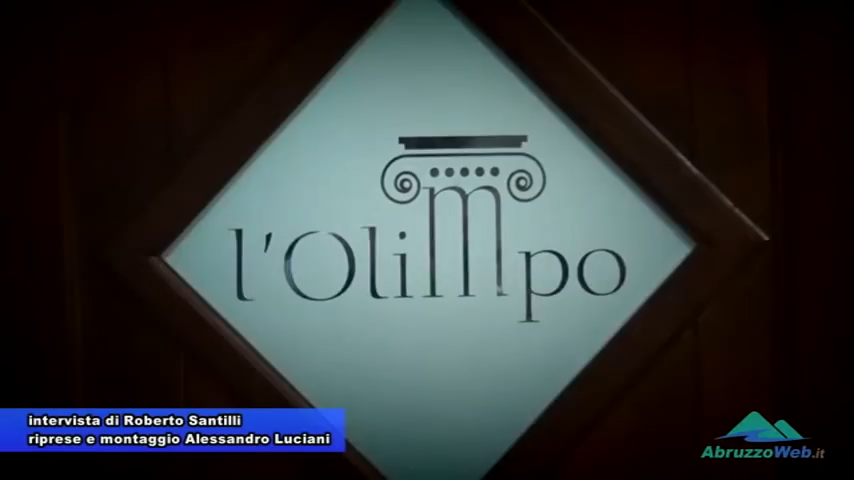 l'Olimpo
intervista di Roberto Santilli
riprese e montaggio Alessandro Luciani
AbruzzoWeb.it